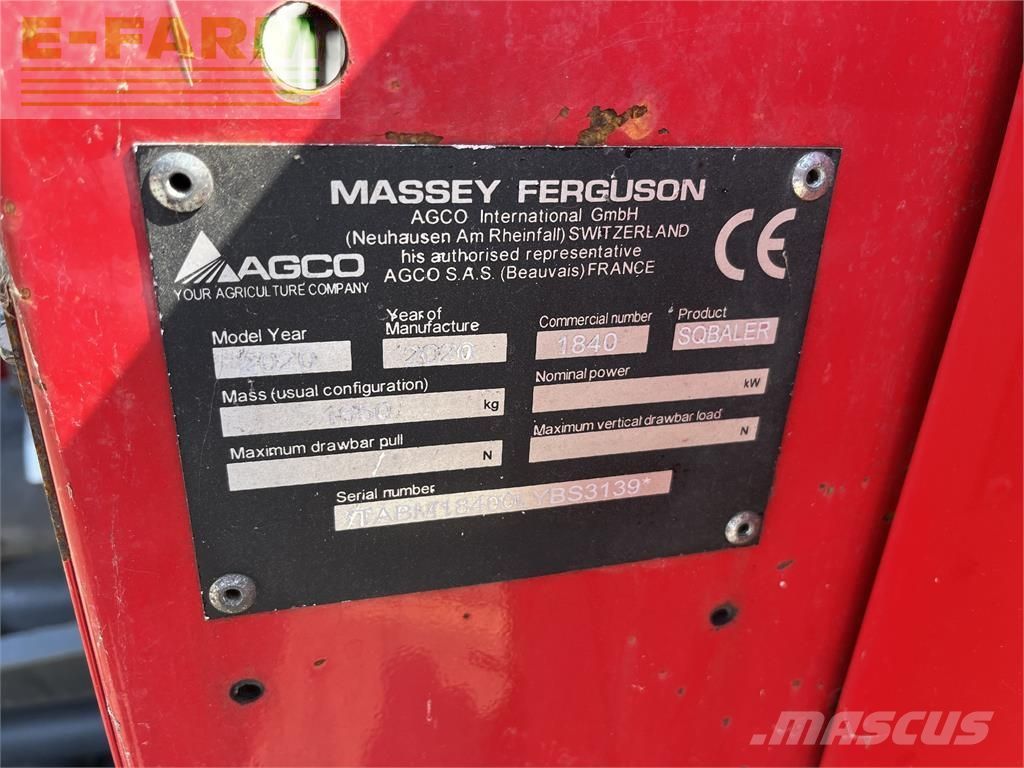 E-FARM
MASSEY FERGUSON
AGCO International GmbH
(Neuhausen Am Rheinfall) SWITZERLAND
his authorised representative
AGCO S.A.S. (Beauvais) FRANCE
CE
AGCO
YOUR AGRICULTURE COMPANY
Model Year
2020
Year of
Manufacture
2020
Commercial number
1840
Product
SQBALER
Mass (usual configuration)
kg
Nominal power
kW
Maximum drawbar pull
N
Maximum vertical drawbar load
N
Serial number
MASCUS